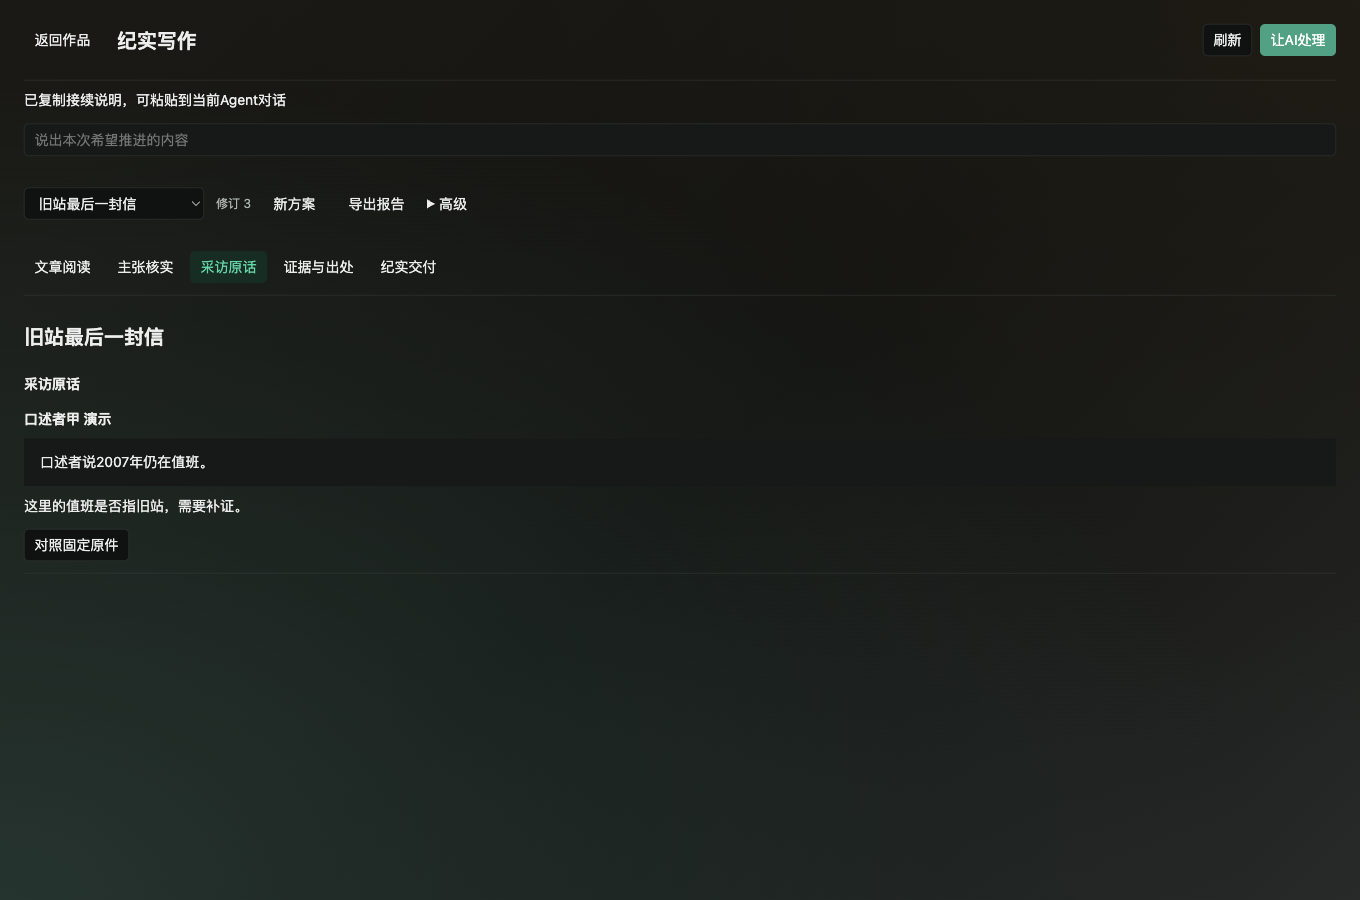 返回作品 纪实写作 刷新 让AI处理
已复制接续说明，可粘贴到当前Agent对话
说出本次希望推进的内容
旧站最后一封信 修订 3 新方案 导出报告 ▶ 高级
文章阅读 主张核实 采访原话 证据与出处 纪实交付
旧站最后一封信
采访原话
口述者甲 演示
口述者说2007年仍在值班。
这里的值班是否指旧站，需要补证。
对照固定原件